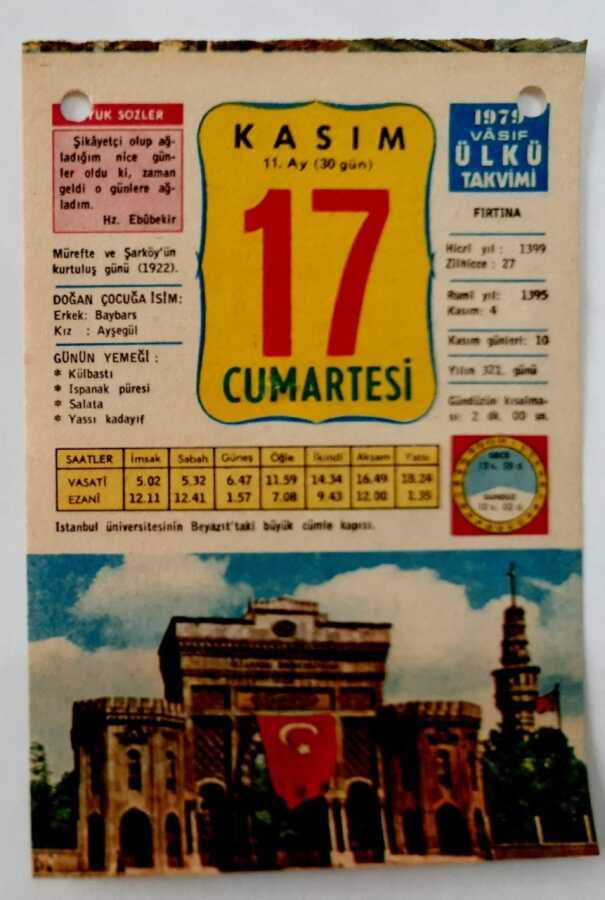 YÜK SOZLER
Şikâyetçi olup ağ-
ladığım nice gün-
ler oldu ki, zaman
geldi o günlere ağ-
ladım.
Hz. Ebûbekir
Mürefte ve Şarköy'ün
kurtuluş günü (1922).
DOĞAN ÇOCUĞA İSİM:
Erkek: Baybars
Kız : Ayşegül
GÜNÜN YEMEĞİ :
* Külbastı
* Ispanak püresi
* Salata
* Yassı kadayıf
KASIM
11. Ay (30 gün)
17
CUMARTESİ
1979
VÂSIF
ÜLKÜ
TAKVİMİ
FIRTINA
Hicrî yıl : 1399
Zilhicce : 27
Rumî yıl: 1395
Kasım: 4
Kasım günleri: 10
Yılın 321. günü
Gündüzün kısalma-
sı: 2 dk. 00 sn.
SAATLER İmsak Sabah Güneş Öğle İkindi Akşam Yatsı
VASATİ 5.02 5.32 6.47 11.59 14.34 16.49 18.24
EZANİ 12.11 12.41 1.57 7.08 9.43 12.00 1.35
GECE
GÜNDÜZ
İstanbul üniversitesinin Beyazıt'taki büyük cümle kapısı.